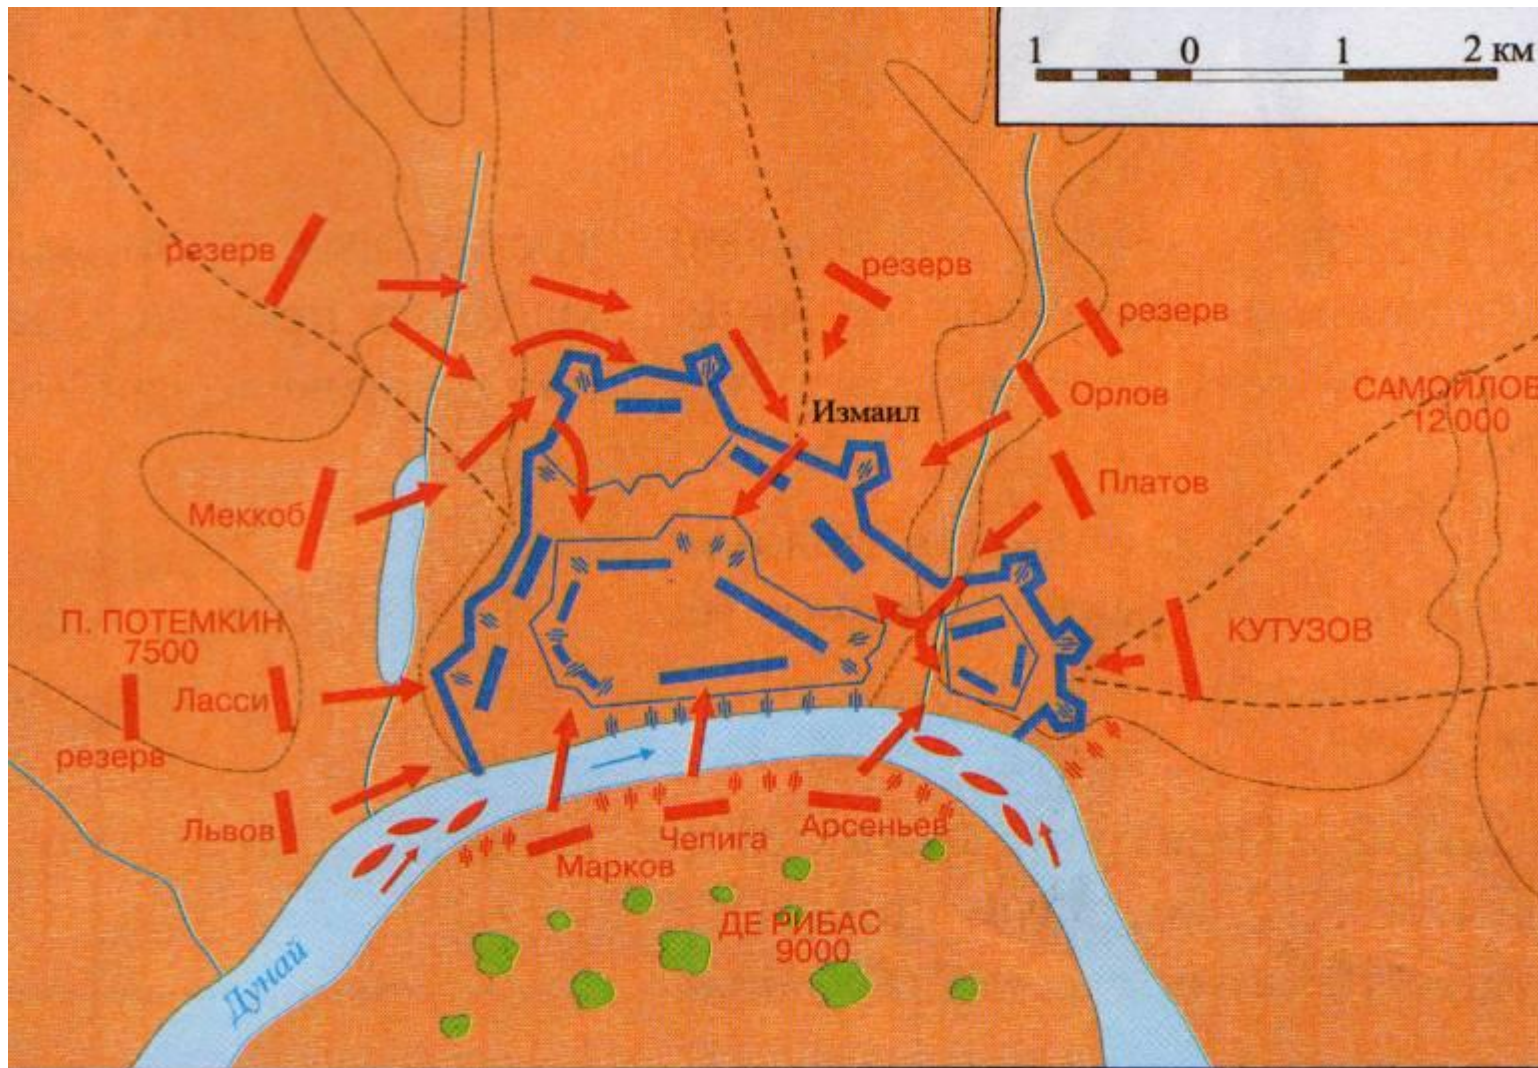 1 0 1 2 км
резерв
резерв
резерв
Орлов
САМОЙЛОВ
12 000
Измаил
Платов
Меккоб
П. ПОТЕМКИН
7500
КУТУЗОВ
Ласси
резерв
Львов
Марков
Чепига
Арсеньев
ДЕ РИБАС
9000
Дунай